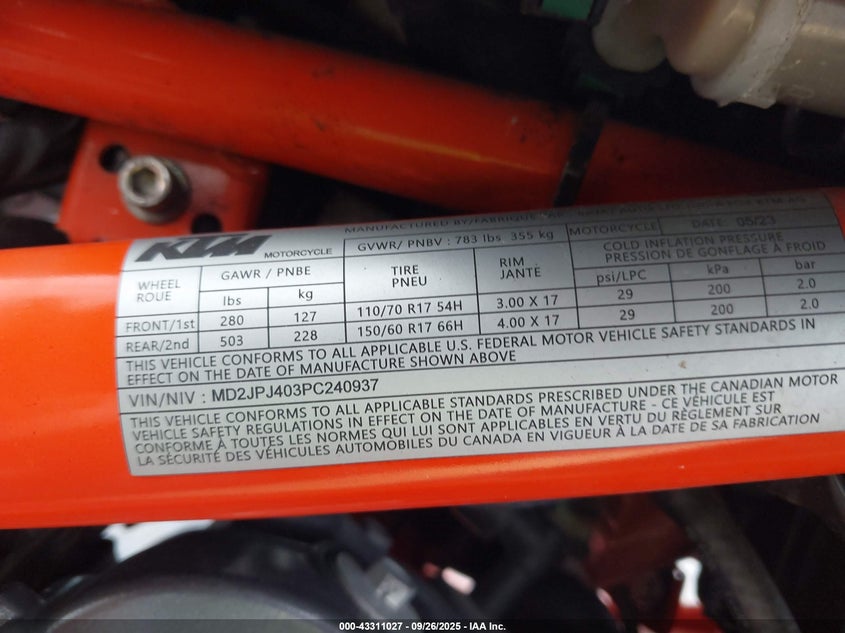 MANUFACTURED BY/FABRIQUE
KTM MOTORCYCLE
GVWR/ PNBV : 783 lbs 355 kg
MOTORCYCLE
DATE: 05/23
WHEEL
ROUE
GAWR / PNBE
TIRE
PNEU
RIM
JANTE
COLD INFLATION PRESSURE
PRESSION DE GONFLAGE À FROID
lbs kg psi/LPC kPa bar
FRONT/1st 280 127 110/70 R17 54H 3.00 X 17 29 200 2.0
REAR/2nd 503 228 150/60 R17 66H 4.00 X 17 29 200 2.0
THIS VEHICLE CONFORMS TO ALL APPLICABLE U.S. FEDERAL MOTOR VEHICLE SAFETY STANDARDS IN
EFFECT ON THE DATE OF MANUFACTURE SHOWN ABOVE
VIN/NIV : MD2JPJ403PC240937
THIS VEHICLE CONFORMS TO ALL APPLICABLE STANDARDS PRESCRIBED UNDER THE CANADIAN MOTOR
VEHICLE SAFETY REGULATIONS IN EFFECT ON THE DATE OF MANUFACTURE - CE VÉHICULE EST
CONFORME À TOUTES LES NORMES QUI LUI SONT APPLICABLES EN VERTU DU RÈGLEMENT SUR
LA SÉCURITÉ DES VÉHICULES AUTOMOBILES DU CANADA EN VIGUEUR À LA DATE DE SA FABRICATION
000-43311027 - 09/26/2025 - IAA Inc.